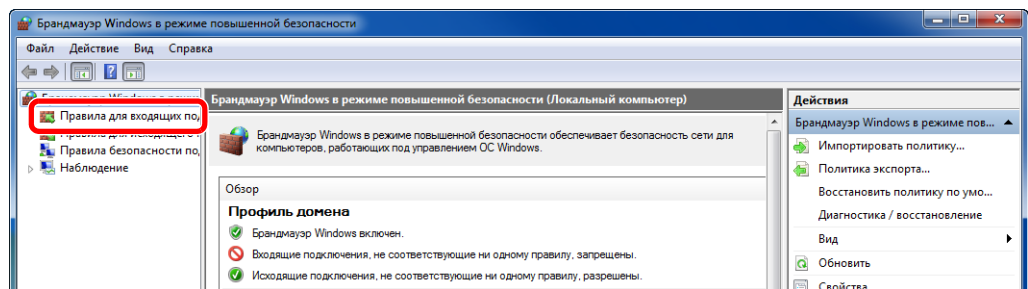 Брандмауэр Windows в режиме повышенной безопасности
Файл Действие Вид Справка
Правила для входящих под
Правила безопасности по,
Наблюдение
Брандмауэр Windows в режиме повышенной безопасности (Локальный компьютер)
Брандмауэр Windows в режиме повышенной безопасности обеспечивает безопасность сети для
компьютеров, работающих под управлением ОС Windows.
Обзор
Профиль домена
Брандмауэр Windows включен.
Входящие подключения, не соответствующие ни одному правилу, запрещены.
Исходящие подключения, не соответствующие ни одному правилу, разрешены.
Действия
Брандмауэр Windows в режиме пов...
Импортировать политику...
Политика экспорта...
Восстановить политику по умо...
Диагностика / восстановление
Вид
Обновить
Свойства